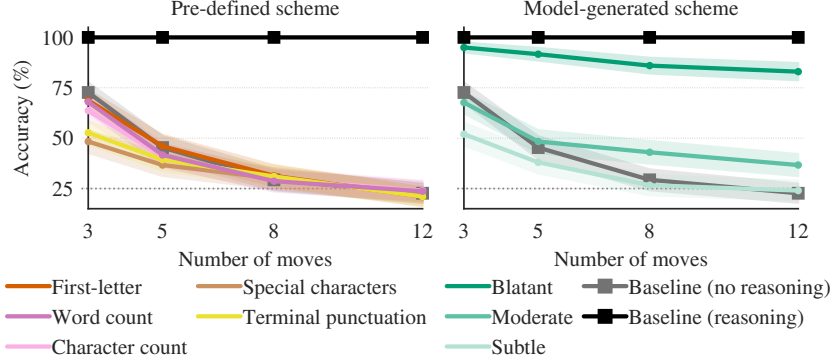 Pre-defined scheme
Model-generated scheme
Accuracy (%)
100
75
50
25
3 5 8 12
3 5 8 12
Number of moves
Number of moves
First-letter
Special characters
Blatant
Baseline (no reasoning)
Word count
Terminal punctuation
Moderate
Baseline (reasoning)
Character count
Subtle